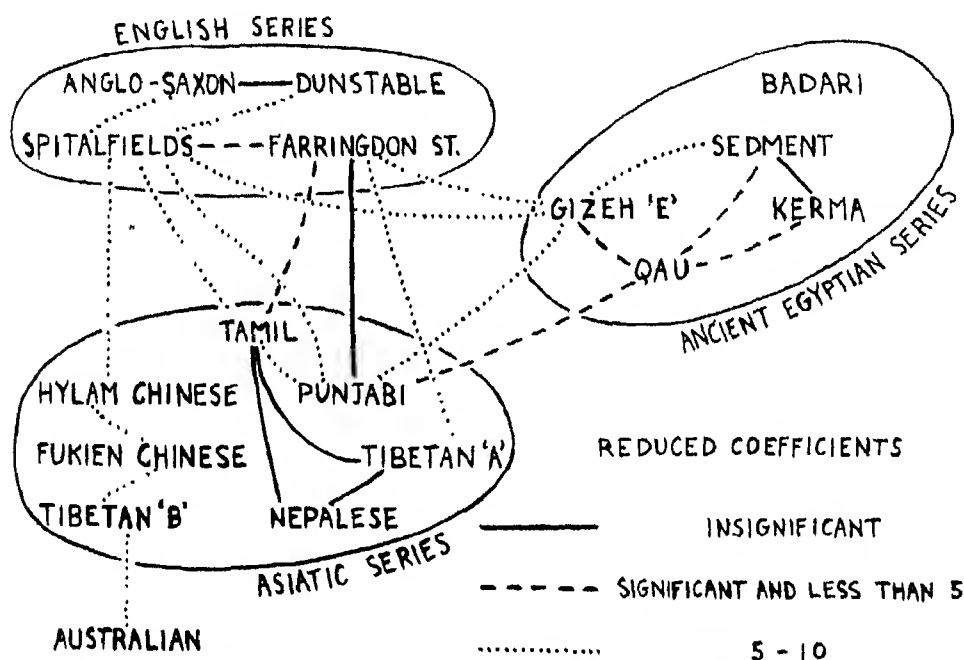 ENGLISH SERIES
ANGLO-SAXON DUNSTABLE
SPITALFIELDS FARRINGDON ST.
BADARI
SEDMENT
GIZEH 'E' KERMA
QAU
ANCIENT EGYPTIAN SERIES
TAMIL
HYLAM CHINESE PUNJABI
FUKIEN CHINESE TIBETAN 'A'
TIBETAN 'B' NEPALESE
ASIATIC SERIES
AUSTRALIAN
REDUCED COEFFICIENTS
INSIGNIFICANT
SIGNIFICANT AND LESS THAN 5
5 - 10